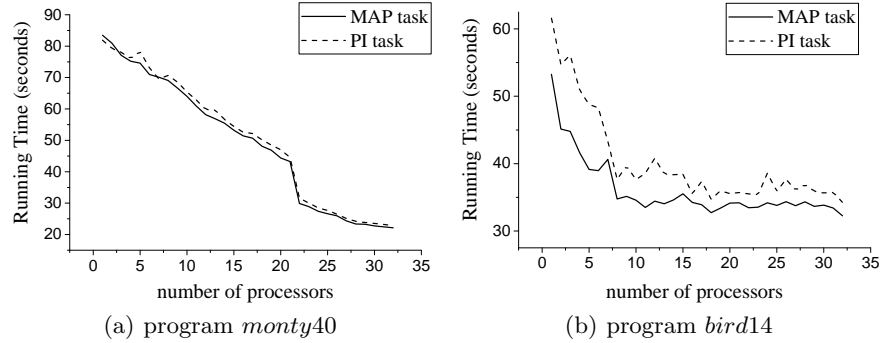 90
80
70
60
50
40
30
20
0 5 10 15 20 25 30 35
Running Time (seconds)
number of processors
MAP task
PI task
(a) program monty40
60
50
40
30
0 5 10 15 20 25 30 35
Running Time (seconds)
number of processors
MAP task
PI task
(b) program bird14